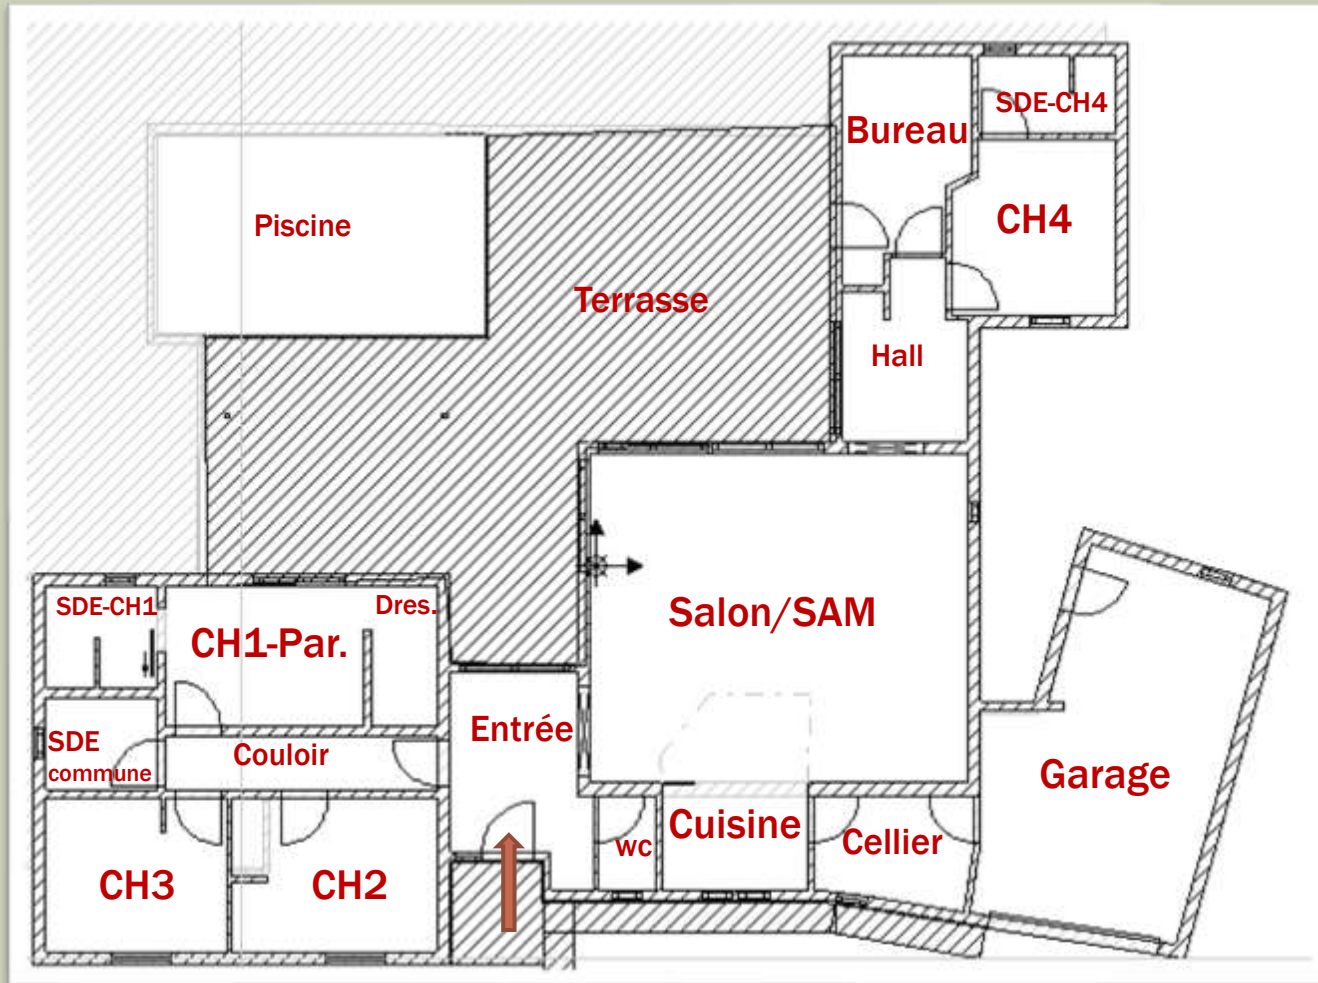 SDE-CH4
Bureau
CH4
Piscine
Terrasse
Hall
SDE-CH1
Dres.
CH1-Par.
Salon/SAM
Entrée
SDE
commune
Couloir
Garage
Cuisine
wc
Cellier
CH3
CH2